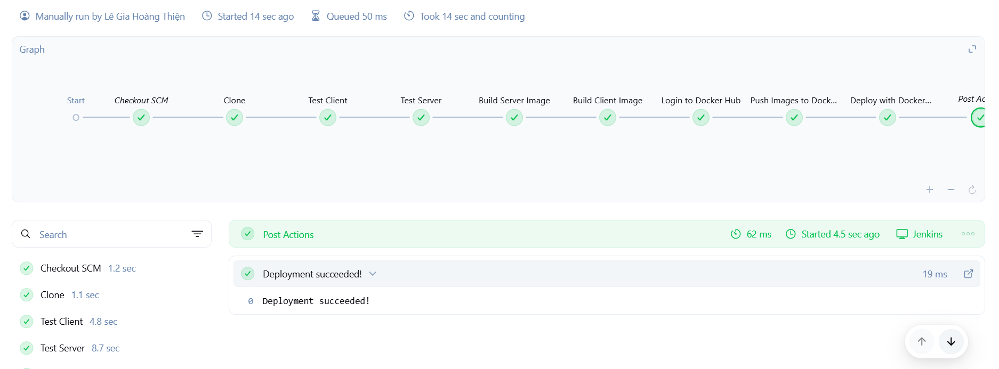 Manually run by Lê Gia Hoàng Thiện Started 14 sec ago Queued 50 ms Took 14 sec and counting
Graph
Start Checkout SCM Clone Test Client Test Server Build Server Image Build Client Image Login to Docker Hub Push Images to Dock... Deploy with Docker... Post Ac
Search
Post Actions 62 ms Started 4.5 sec ago Jenkins
Checkout SCM 1.2 sec
Deployment succeeded! 19 ms
Clone 1.1 sec
0 Deployment succeeded!
Test Client 4.8 sec
Test Server 8.7 sec